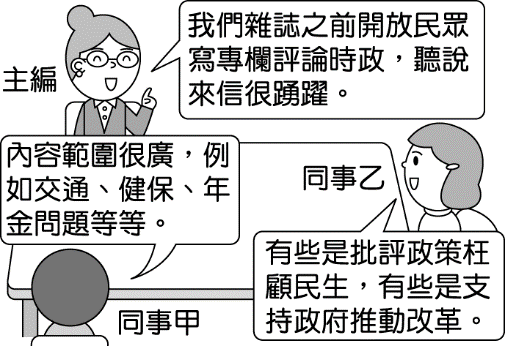 主編
我們雜誌之前開放民眾
寫專欄評論時政，聽說
來信很踴躍。
內容範圍很廣，例
如交通、健保、年
金問題等等。
同事甲
同事乙
有些是批評政策枉
顧民生，有些是支
持政府推動改革。